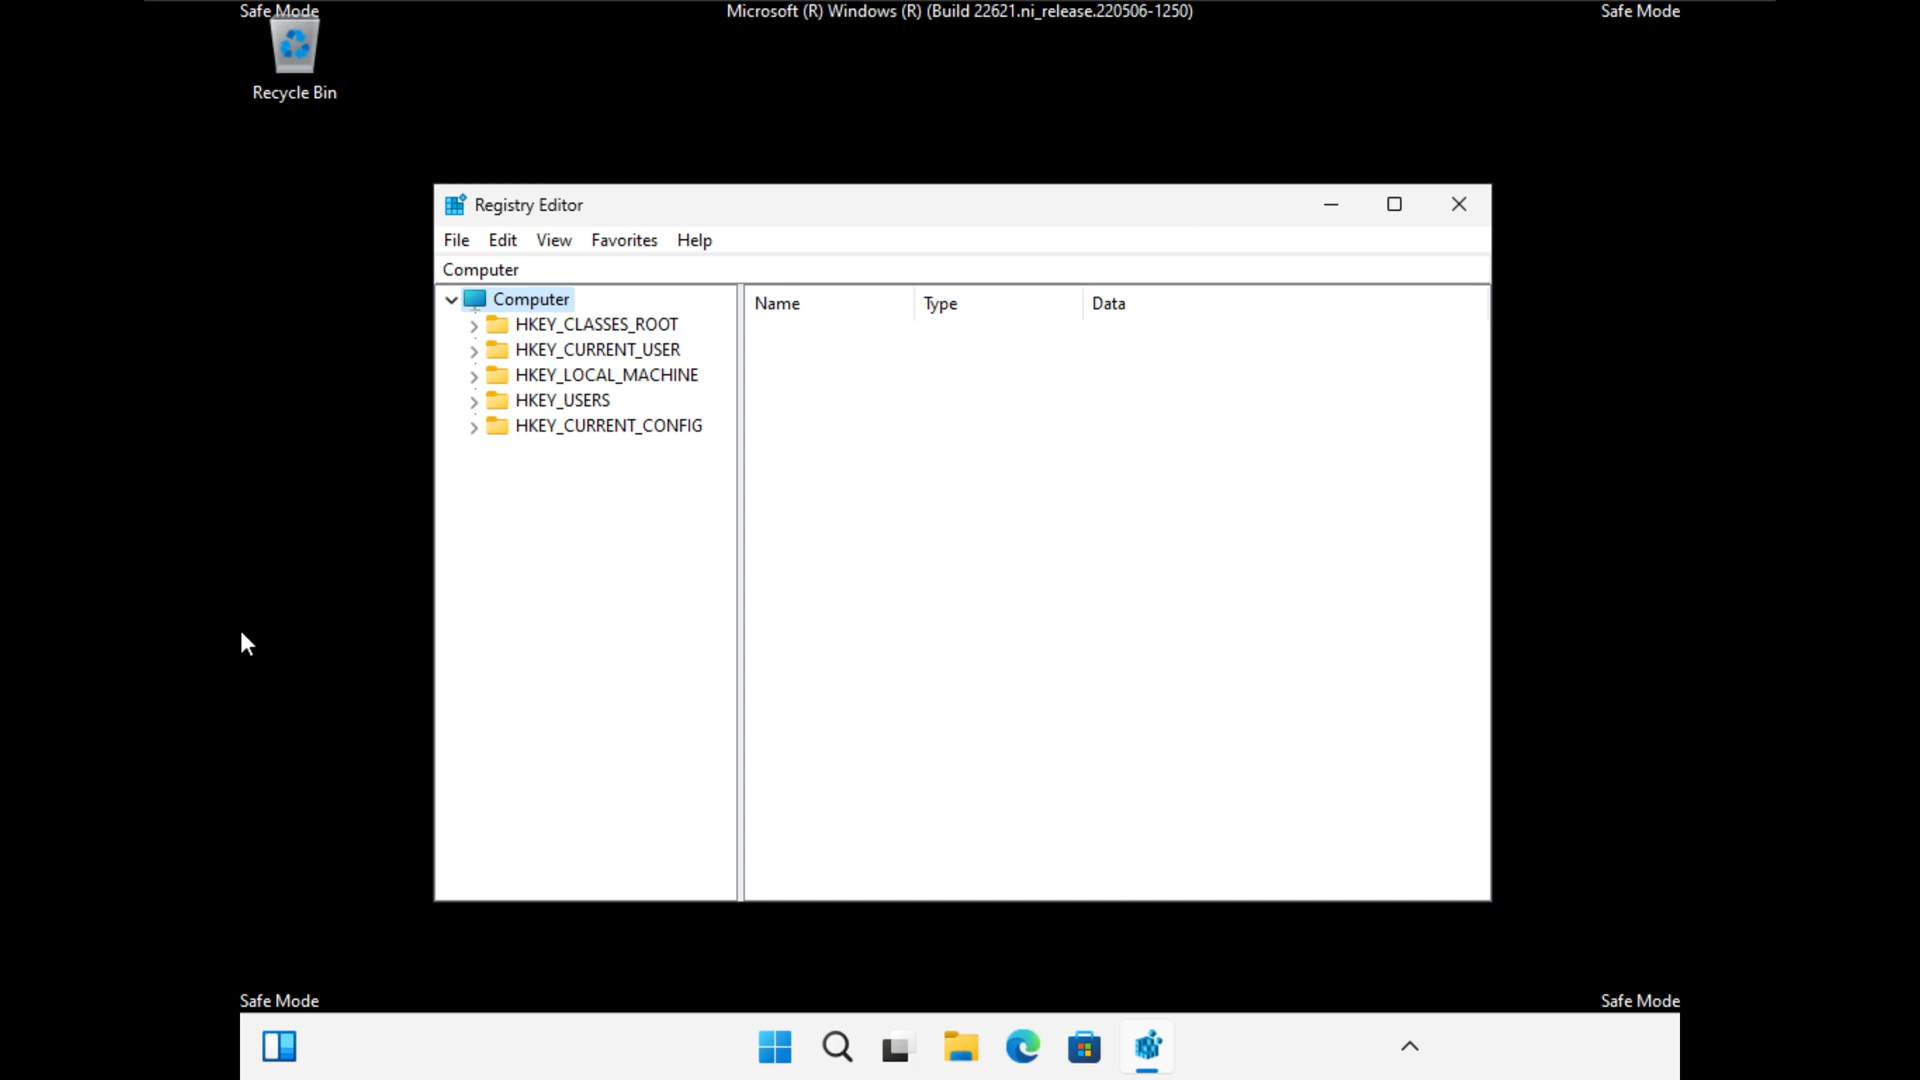 Safe Mode
Microsoft (R) Windows (R) (Build 22621.ni_release.220506-1250)
Safe Mode
Recycle Bin
Registry Editor
File Edit View Favorites Help
Computer
Computer
HKEY_CLASSES_ROOT
HKEY_CURRENT_USER
HKEY_LOCAL_MACHINE
HKEY_USERS
HKEY_CURRENT_CONFIG
Name Type Data
Safe Mode
Safe Mode